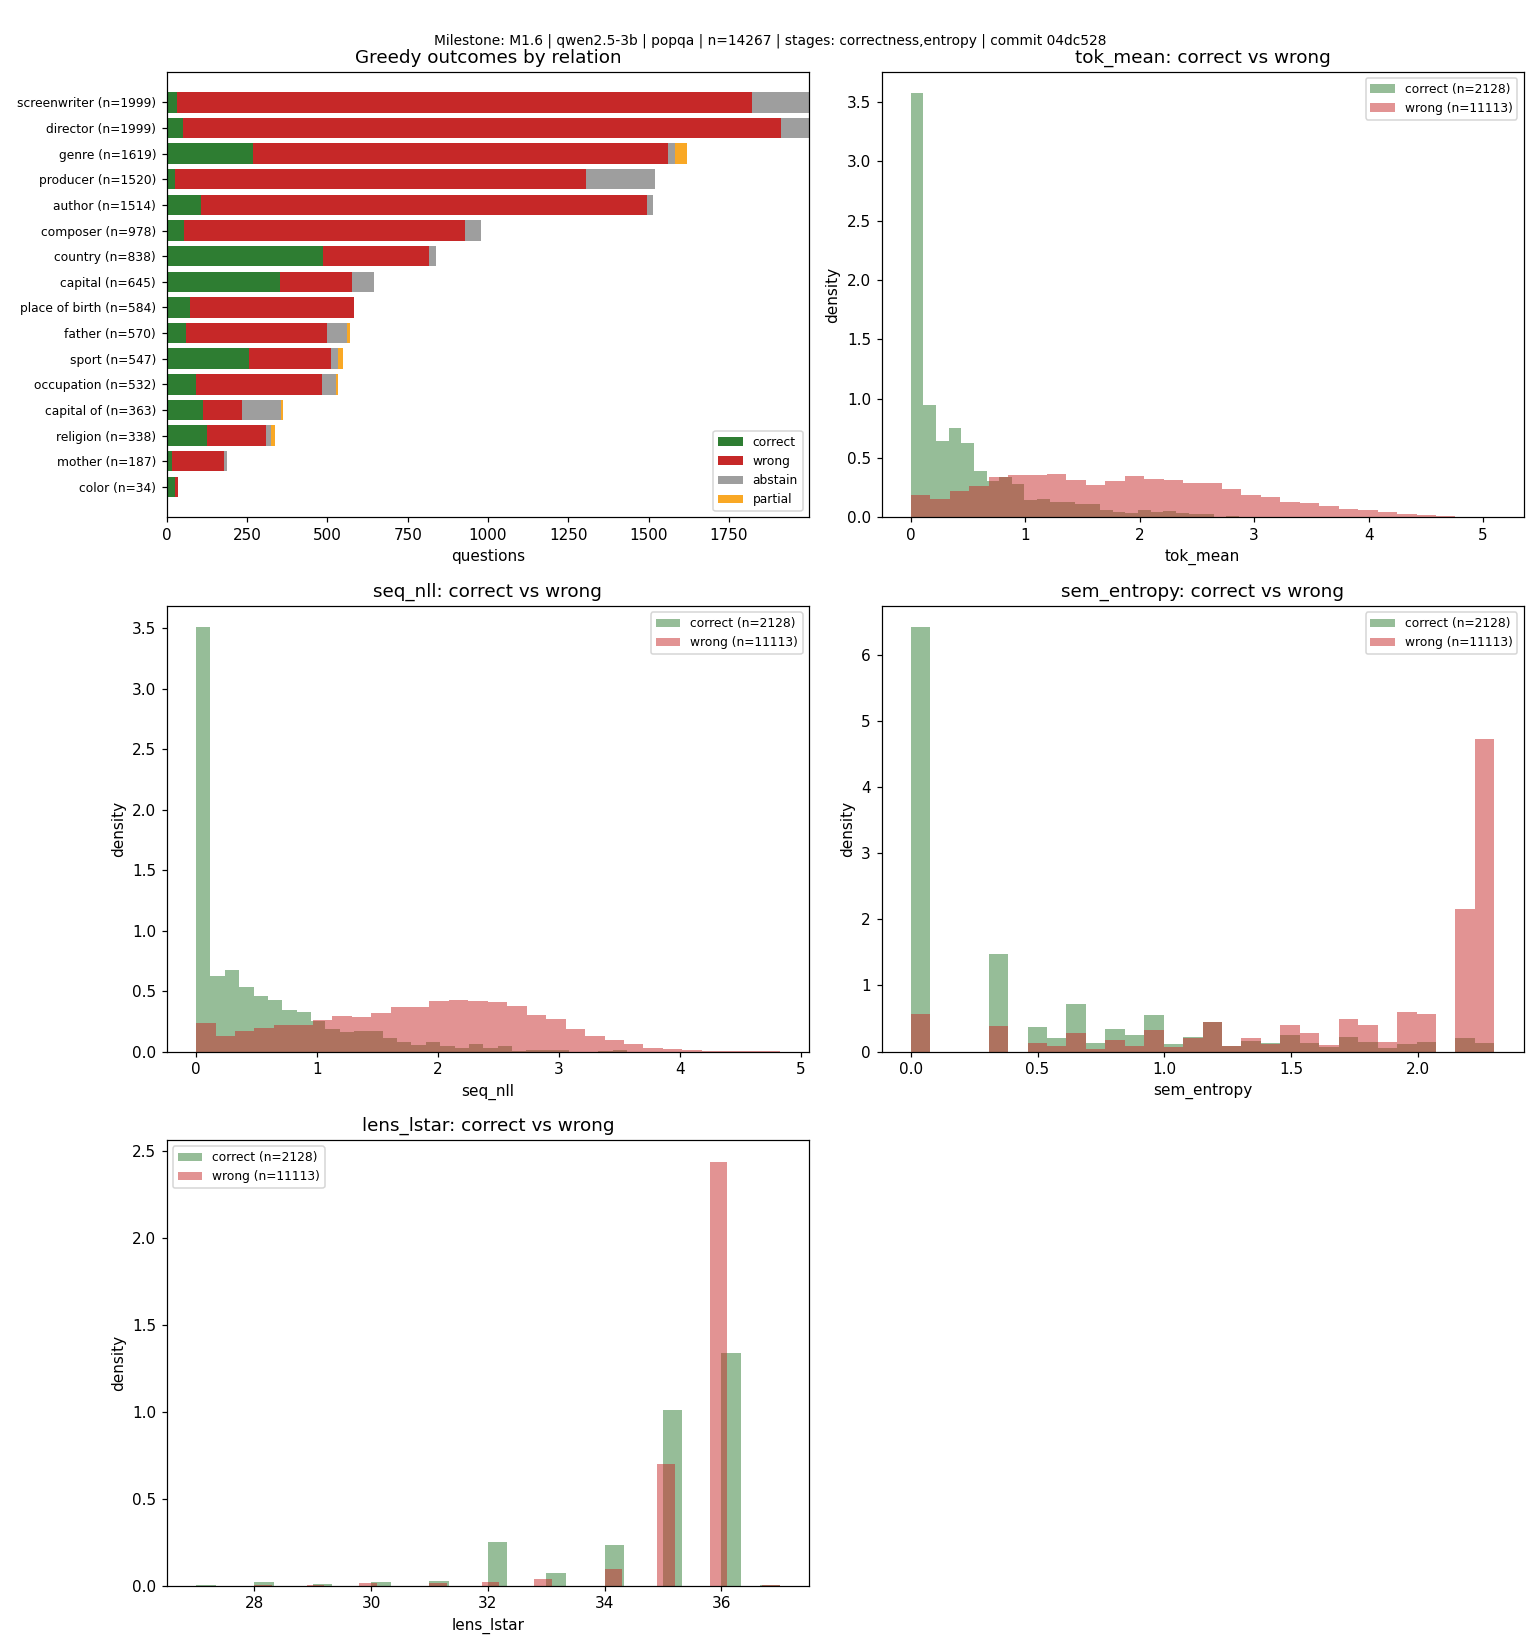 Milestone: M1.6 | qwen2.5-3b | popqa | n=14267 | stages: correctness,entropy | commit 04dc528
Greedy outcomes by relation
screenwriter (n=1999)
director (n=1999)
genre (n=1619)
producer (n=1520)
author (n=1514)
composer (n=978)
country (n=838)
capital (n=645)
place of birth (n=584)
father (n=570)
sport (n=547)
occupation (n=532)
capital of (n=363)
religion (n=338)
mother (n=187)
color (n=34)
correct
wrong
abstain
partial
0 250 500 750 1000 1250 1500 1750
questions
tok_mean: correct vs wrong
correct (n=2128)
wrong (n=11113)
density
3.5
3.0
2.5
2.0
1.5
1.0
0.5
0.0
0 1 2 3 4 5
tok_mean
seq_nll: correct vs wrong
correct (n=2128)
wrong (n=11113)
density
3.5
3.0
2.5
2.0
1.5
1.0
0.5
0.0
0 1 2 3 4 5
seq_nll
sem_entropy: correct vs wrong
correct (n=2128)
wrong (n=11113)
density
6
5
4
3
2
1
0
0.0 0.5 1.0 1.5 2.0
sem_entropy
lens_lstar: correct vs wrong
correct (n=2128)
wrong (n=11113)
density
2.5
2.0
1.5
1.0
0.5
0.0
28 30 32 34 36
lens_lstar